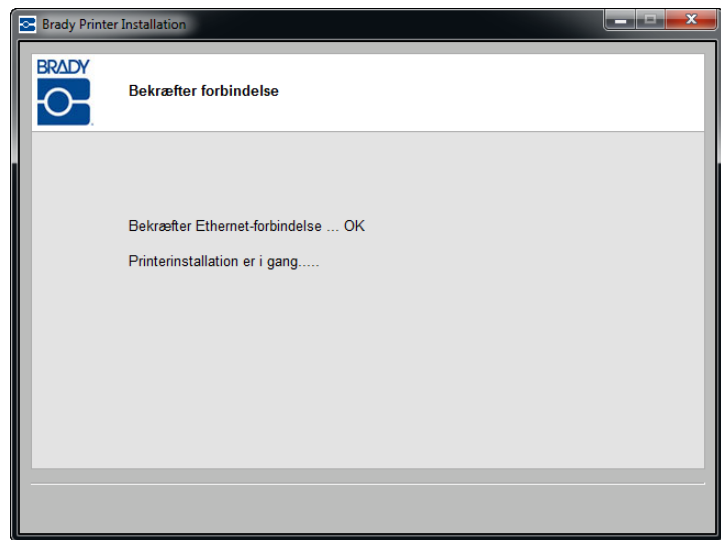 Brady Printer Installation
BRADY
Bekræfter forbindelse
Bekræfter Ethernet-forbindelse ... OK
Printerinstallation er i gang.....